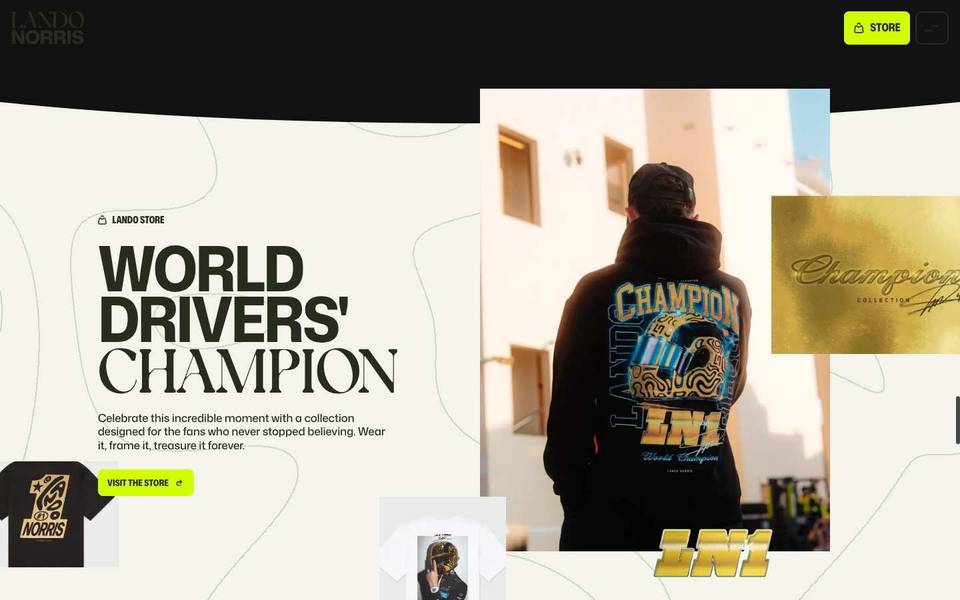 LANDO
NORRIS
STORE
LANDO STORE
WORLD
DRIVERS'
CHAMPION
Celebrate this incredible moment with a collection
designed for the fans who never stopped believing. Wear
it, frame it, treasure it forever.
VISIT THE STORE
CHAMPION
LANDO
LN1
World Champion
LANDO NORRIS
Champion
COLLECTION
1
NORRIS
LN1